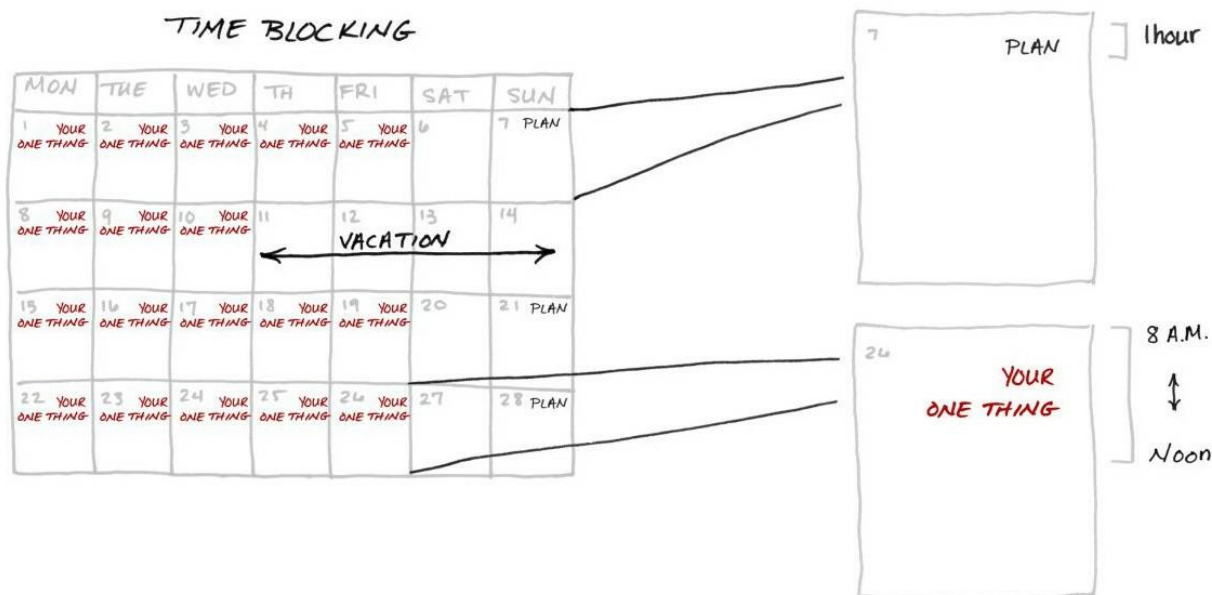 TIME BLOCKING
MON TUE WED TH FRI SAT SUN
1 YOUR 2 YOUR 3 YOUR 4 YOUR 5 YOUR 6 7 PLAN
ONE THING ONE THING ONE THING ONE THING ONE THING
8 YOUR 9 YOUR 10 YOUR 11 12 13 14
ONE THING ONE THING ONE THING
VACATION
15 YOUR 16 YOUR 17 YOUR 18 YOUR 19 YOUR 20 21 PLAN
ONE THING ONE THING ONE THING ONE THING ONE THING
22 YOUR 23 YOUR 24 YOUR 25 YOUR 26 YOUR 27 28 PLAN
ONE THING ONE THING ONE THING ONE THING ONE THING
7 PLAN
1 hour
26
YOUR
ONE THING
8 A.M.
Noon